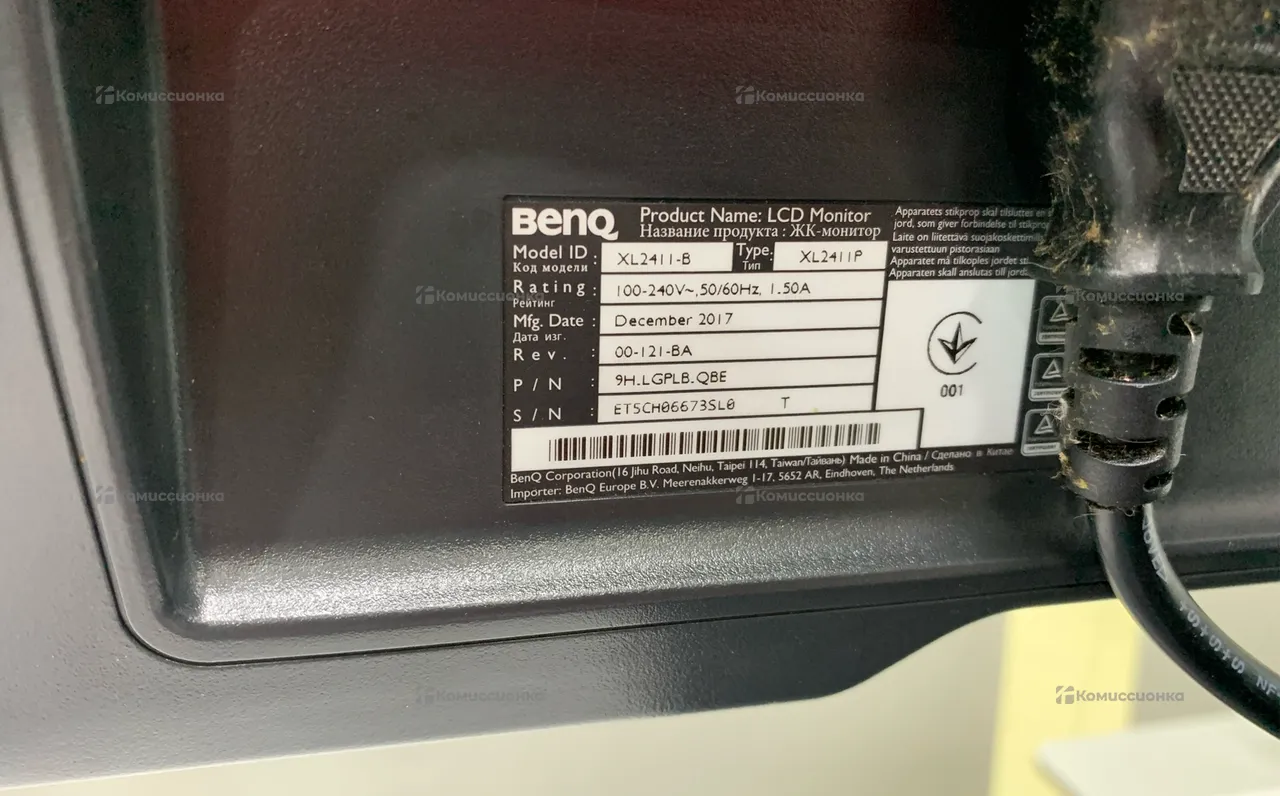 Комиссионка Комиссионка
BenQ Product Name: LCD Monitor
Название продукта : ЖК-монитор
Model ID : XL2411-B Type: XL2411P
Код модели Тип
Rating : 100-240V~,50/60Hz, 1.50A
Рейтинг
Mfg. Date : December 2017
Дата изг.
Rev. : 00-121-BA
P/N : 9H.LGPLB.QBE
S/N : ET5CH06673SL0 T
BenQ Corporation(16 Jihu Road, Neihu, Taipei 114, Taiwan/Тайвань) Made in China / Сделано в Китае
Importer: BenQ Europe B.V. Meerenakkerweg 1-17, 5652 AR, Eindhoven, The Netherlands
Apparatets stikprop skal tilsluttes en
jord, som giver forbindelse til stikprop
Laite on liitettävä suojakoskettimi
varustettuun pistorasiaan
Apparatet må tilkoples jordet sti
Apparaten skall anslutas till jord
001
Комиссионка Комиссионка
Комиссионка Комиссионка
Комиссионка Комиссионка